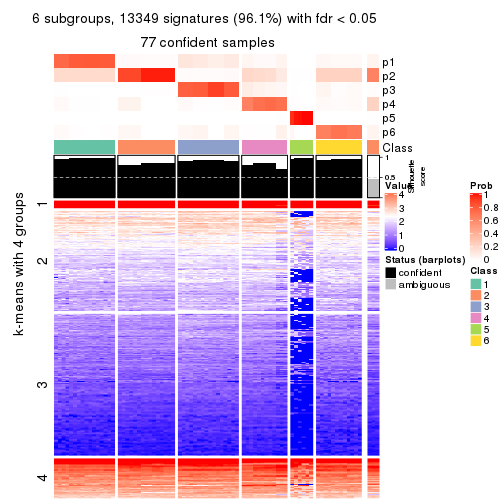 6 subgroups, 13349 signatures (96.1%) with fdr < 0.05
77 confident samples
p1
p2
p3
p4
p5
p6
Class
1
0.5
0
Silhouette
score
k-means with 4 groups
1
2
3
4
Value
4
3
2
1
0
Status (barplots)
confident
ambiguous
Prob
1
0.8
0.6
0.4
0.2
0
Class
1
2
3
4
5
6